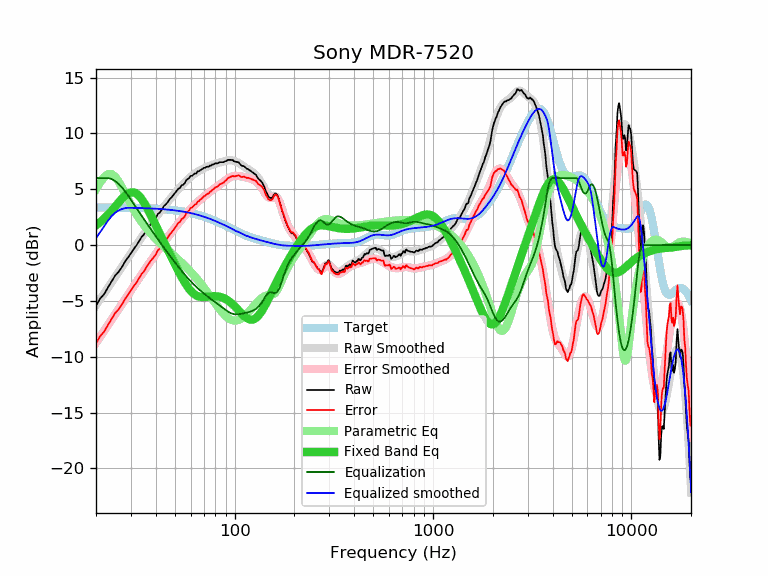 Sony MDR-7520
15
10
5
0
−5
−10
−15
−20
Amplitude (dBr)
Target
Raw Smoothed
Error Smoothed
Raw
Error
Parametric Eq
Fixed Band Eq
Equalization
Equalized smoothed
100
1000
10000
Frequency (Hz)